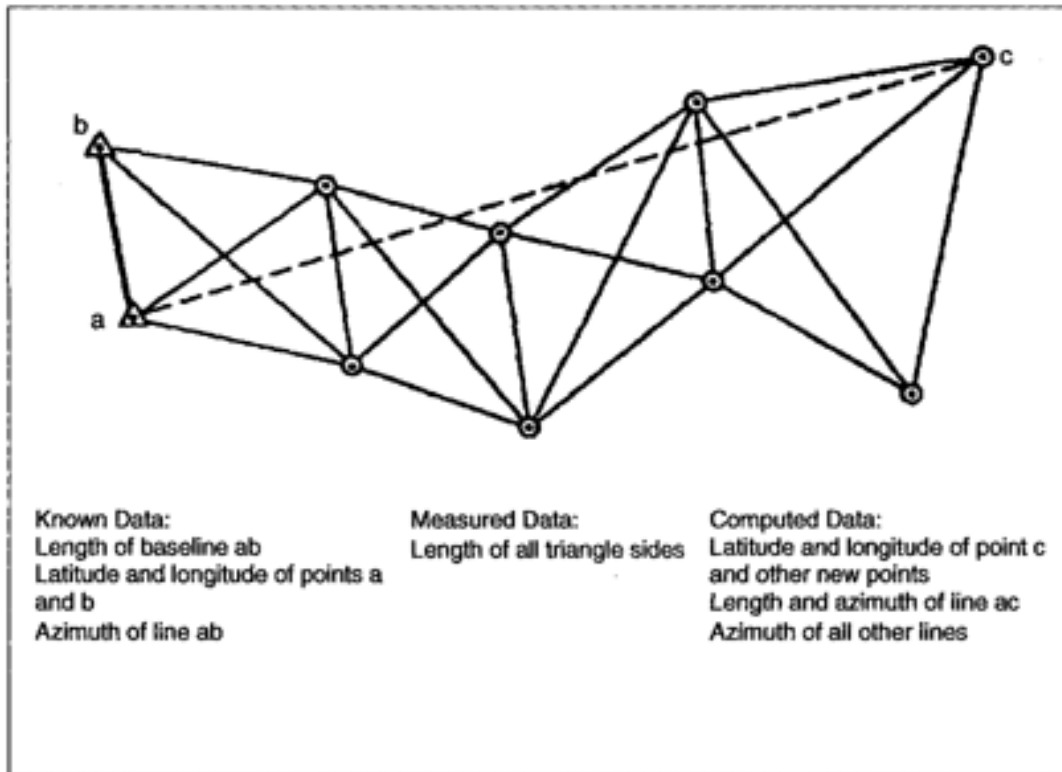 c
b
a
Known Data:
Length of baseline ab
Latitude and longitude of points a
and b
Azimuth of line ab
Measured Data:
Length of all triangle sides
Computed Data:
Latitude and longitude of point c
and other new points
Length and azimuth of line ac
Azimuth of all other lines